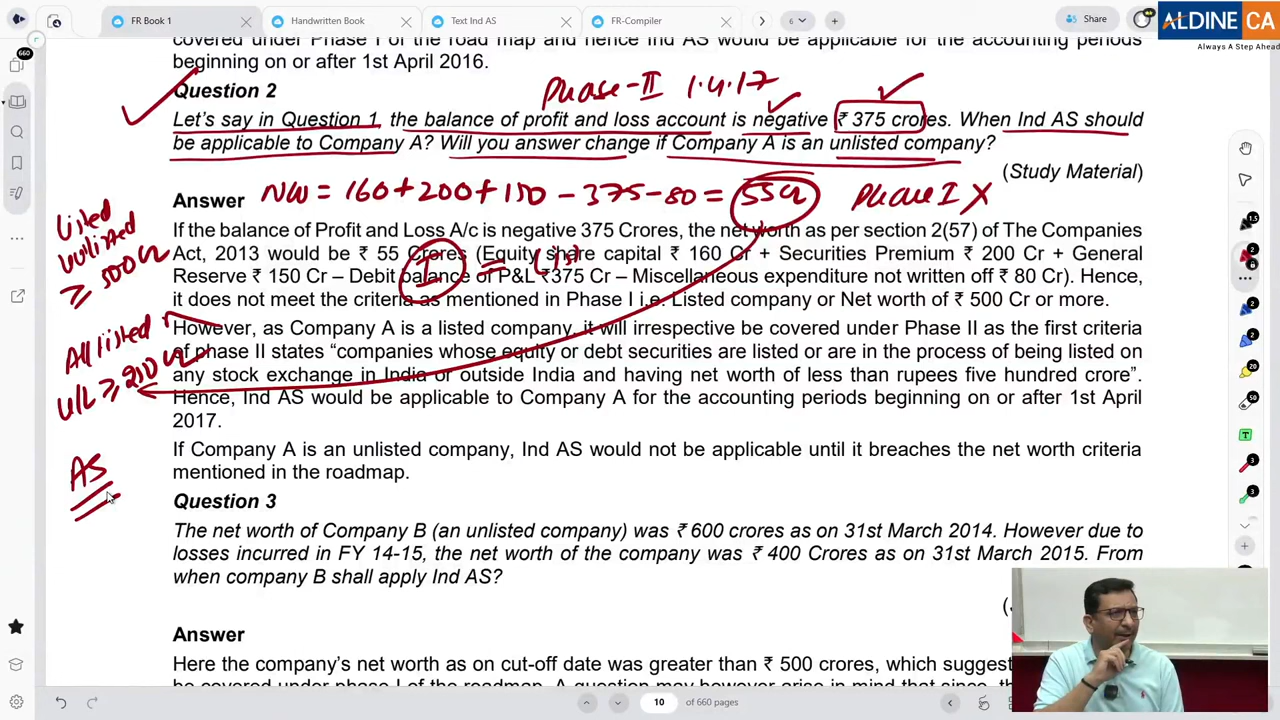 FR Book 1
Handwritten Book
Text Ind AS
FR-Compiler
6
Share
ALDINE CA
Always A Step Ahead
660
covered under Phase I of the road map and hence Ind AS would be applicable for the accounting periods
beginning on or after 1st April 2016.
Phase-II 1.4.17
Question 2
Let's say in Question 1, the balance of profit and loss account is negative ₹ 375 crores. When Ind AS should
be applicable to Company A? Will you answer change if Company A is an unlisted company?
(Study Material)
Answer
NW = 160+200+150 -375-80 = 55 Cr Phase I X
If the balance of Profit and Loss A/c is negative 375 Crores, the net worth as per section 2(57) of The Companies
Act, 2013 would be ₹ 55 Crores (Equity share capital ₹ 160 Cr + Securities Premium ₹ 200 Cr + General
Reserve ₹ 150 Cr – Debit balance of P&L ₹375 Cr – Miscellaneous expenditure not written off ₹ 80 Cr). Hence,
it does not meet the criteria as mentioned in Phase I i.e. Listed company or Net worth of ₹ 500 Cr or more.
Listed
unlisted
≥ 500 Cr
I =
However, as Company A is a listed company, it will irrespective be covered under Phase II as the first criteria
of phase II states “companies whose equity or debt securities are listed or are in the process of being listed on
any stock exchange in India or outside India and having net worth of less than rupees five hundred crore”.
Hence, Ind AS would be applicable to Company A for the accounting periods beginning on or after 1st April
2017.
All listed
U/L ≥ 250 Cr
If Company A is an unlisted company, Ind AS would not be applicable until it breaches the net worth criteria
mentioned in the roadmap.
AS
Question 3
The net worth of Company B (an unlisted company) was ₹ 600 crores as on 31st March 2014. However due to
losses incurred in FY 14-15, the net worth of the company was ₹ 400 Crores as on 31st March 2015. From
when company B shall apply Ind AS?
Answer
Here the company's net worth as on cut-off date was greater than ₹ 500 crores, which suggest
10 of 660 pages